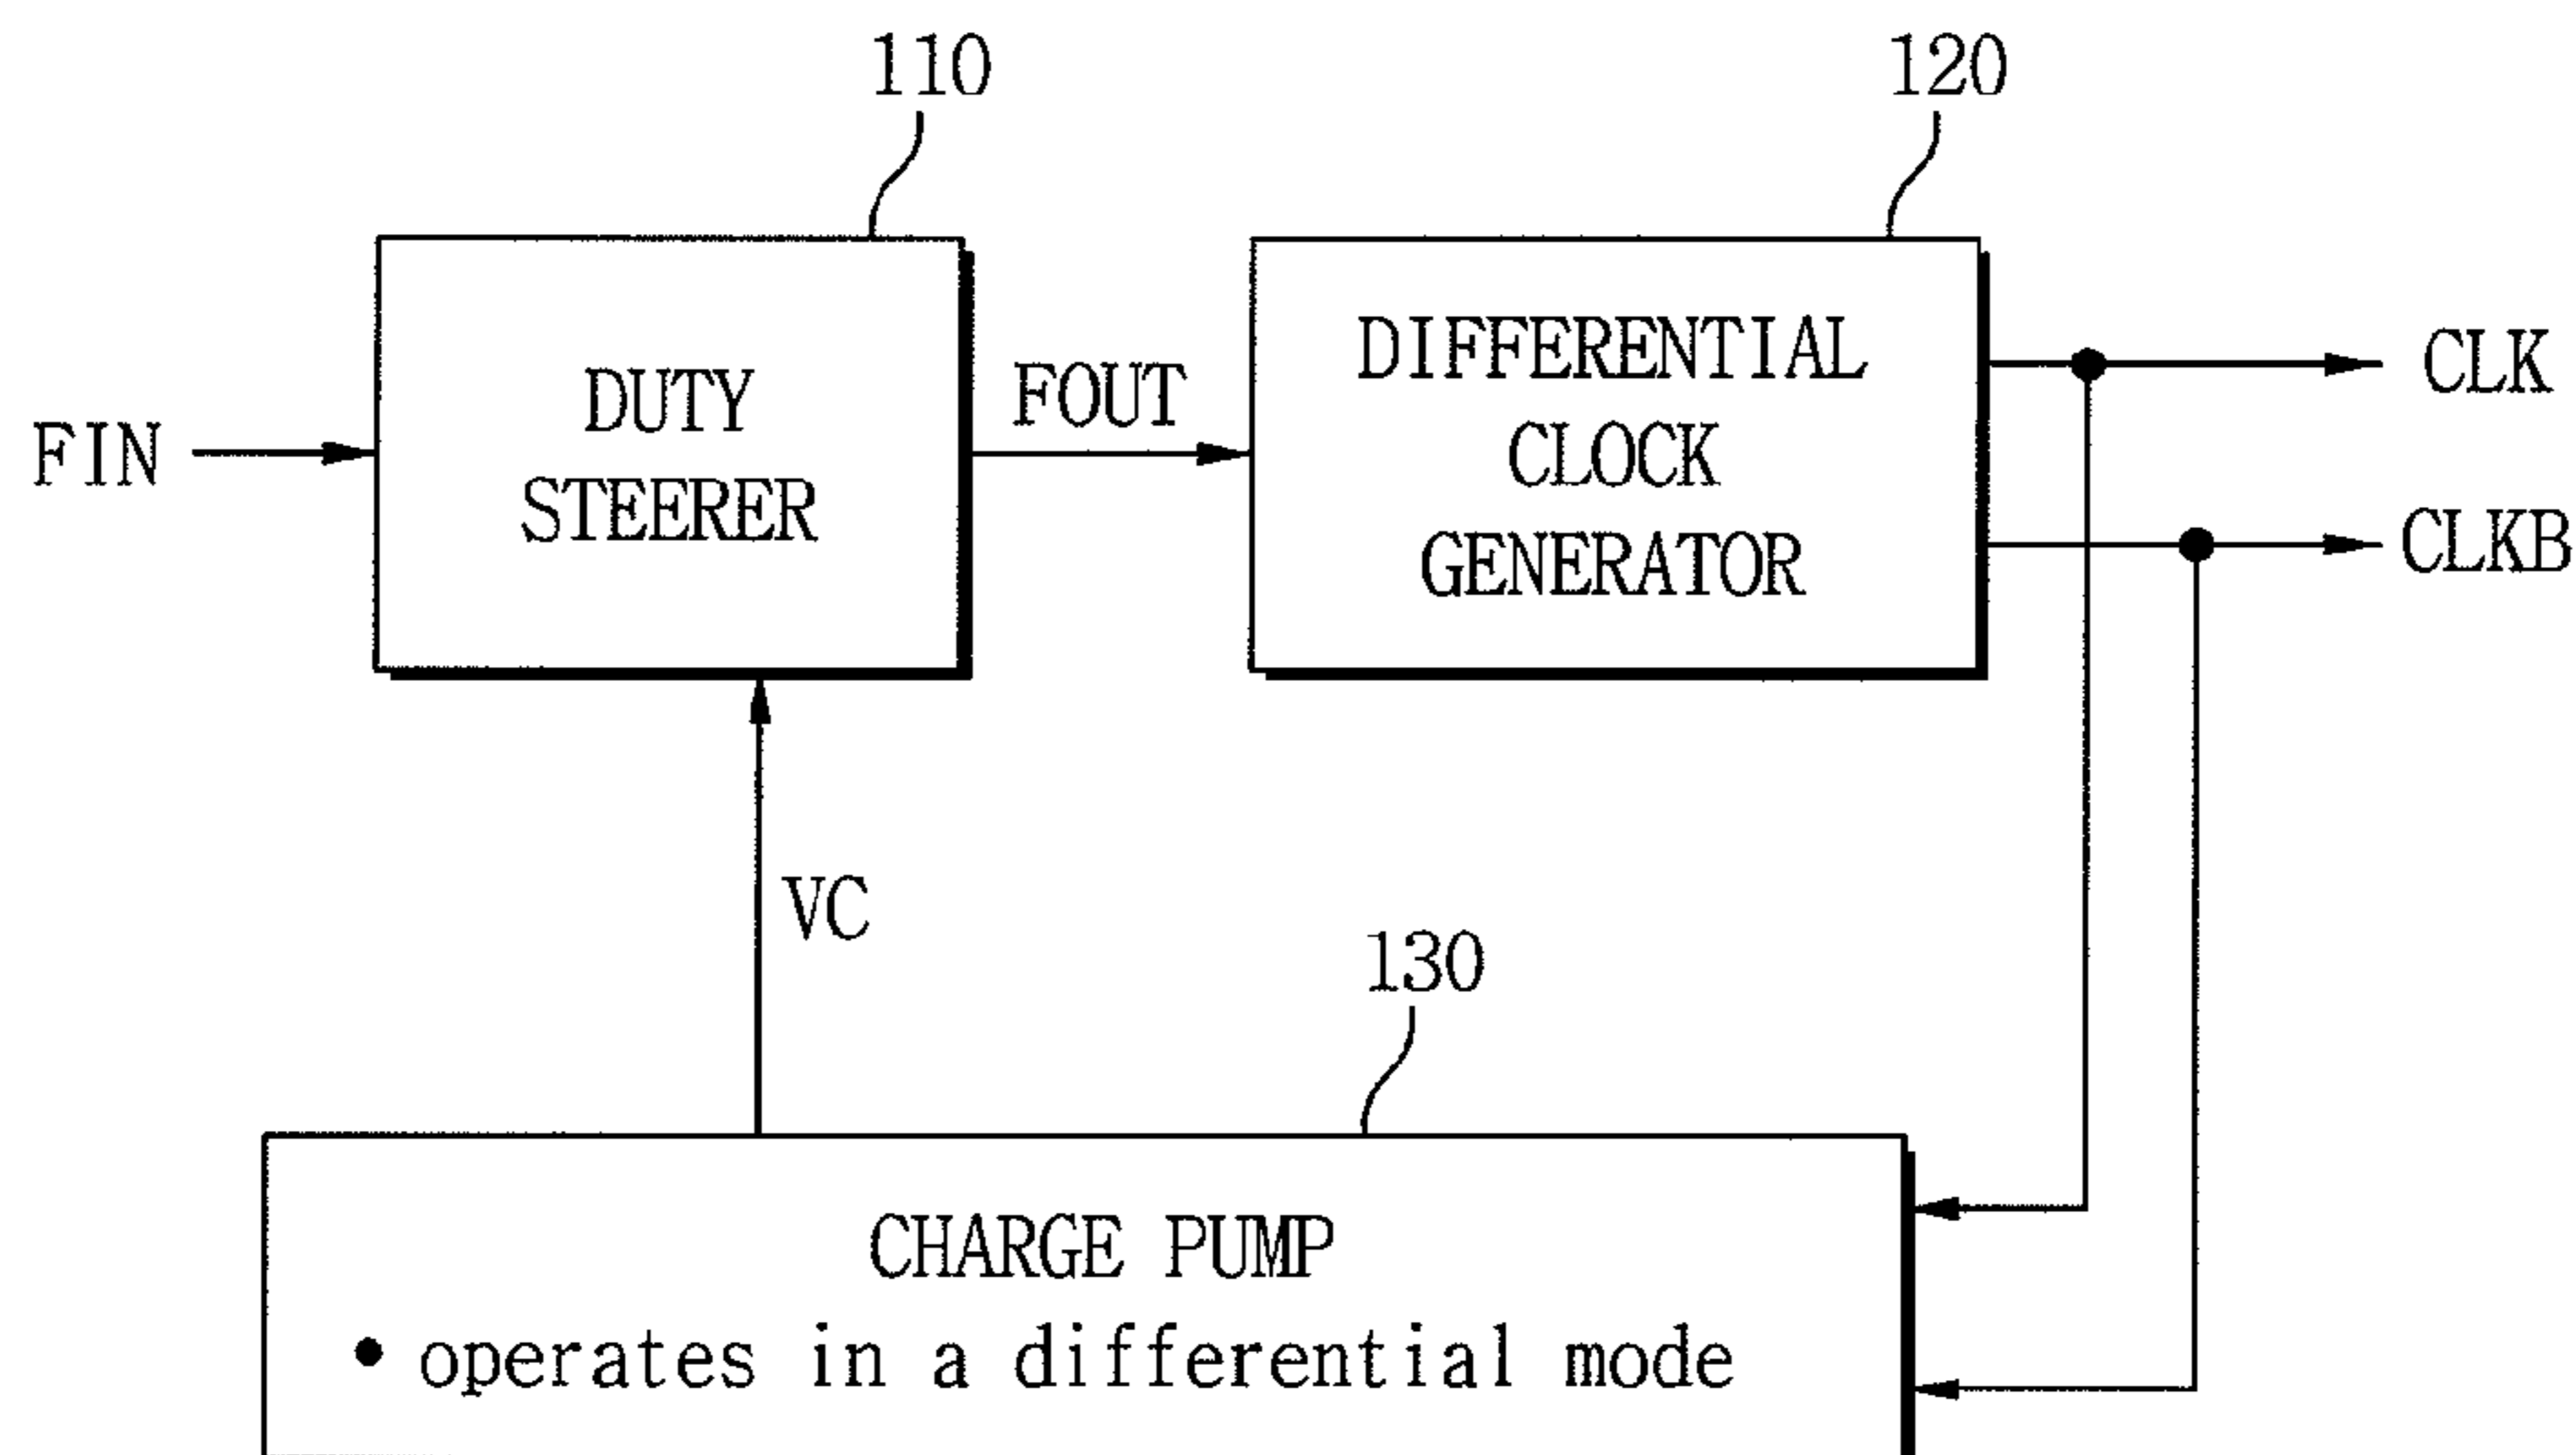 110
120
DUTY
STEERER
DIFFERENTIAL
CLOCK
GENERATOR
FIN
FOUT
CLK
CLKB
VC
130
CHARGE PUMP
• operates in a differential mode